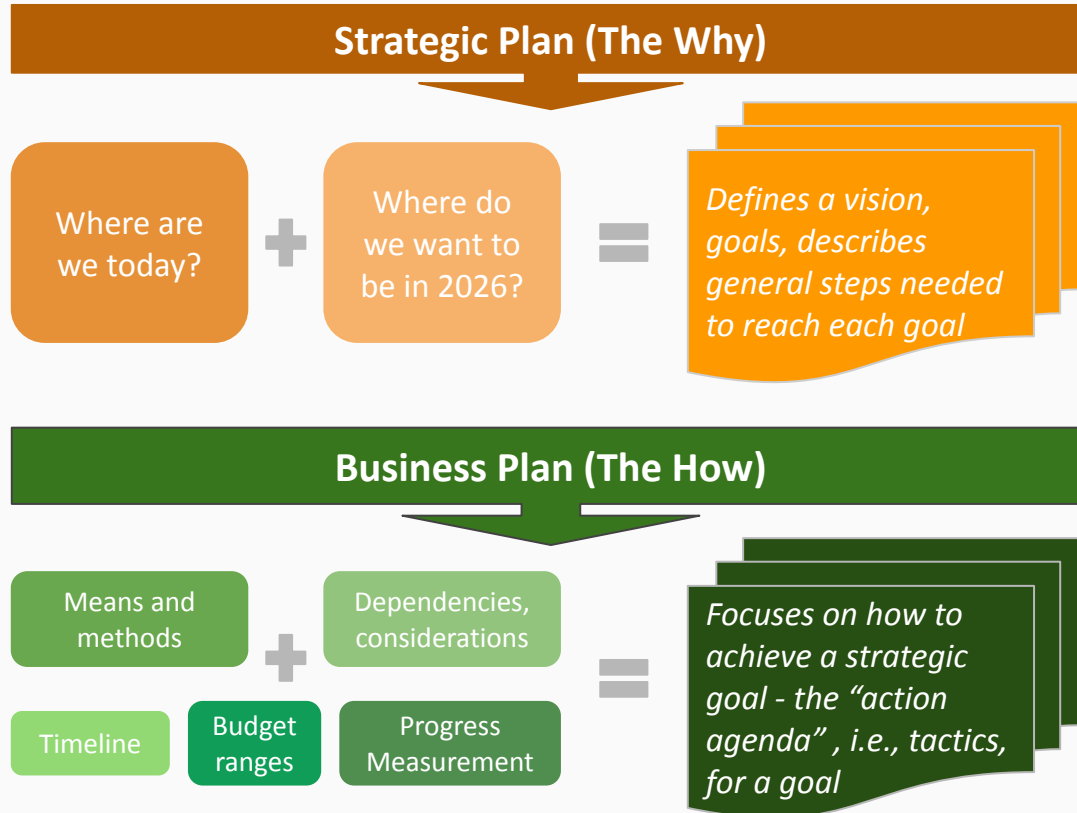 Strategic Plan (The Why)
Where are
we today?
Where do
we want to
be in 2026?
Defines a vision,
goals, describes
general steps needed
to reach each goal
Business Plan (The How)
Means and
methods
Dependencies,
considerations
Timeline
Budget
ranges
Progress
Measurement
Focuses on how to
achieve a strategic
goal - the “action
agenda” , i.e., tactics,
for a goal